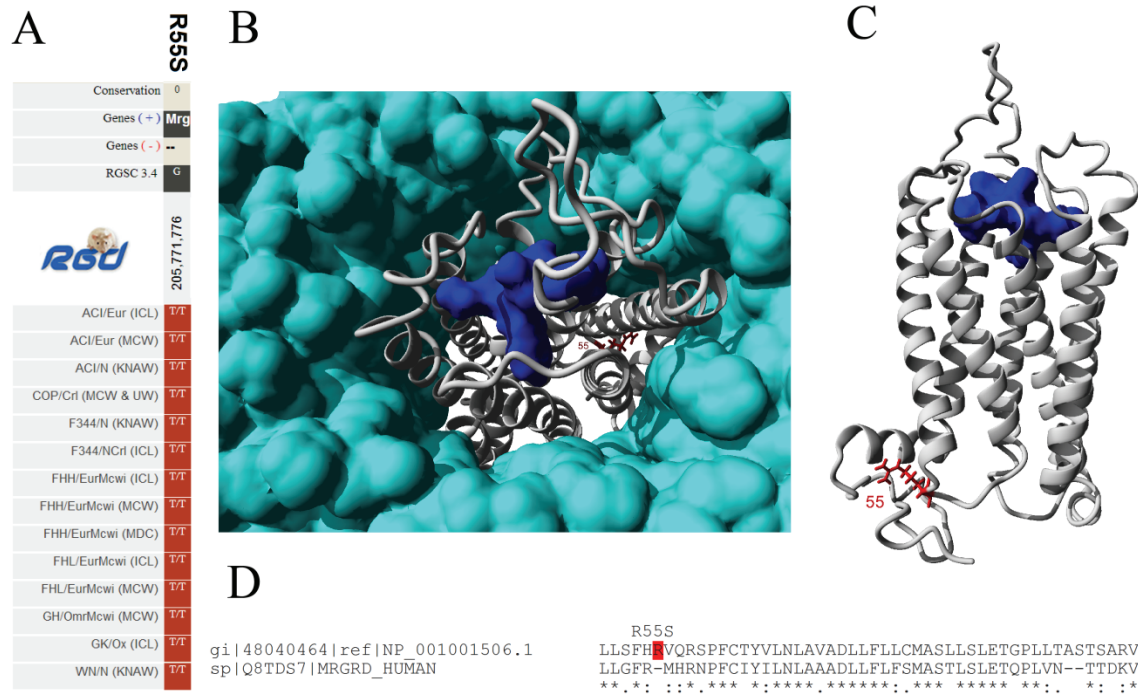 A
R55S
Conservation 0
Genes (+) Mrg
Genes (-) --
RGSC 3.4 G
RGD 205,771,776
ACI/Eur (ICL) T/T
ACI/Eur (MCW) T/T
ACI/N (KNAW) T/T
COP/Crl (MCW & UW) T/T
F344/N (KNAW) T/T
F344/NCrl (ICL) T/T
FHH/EurMcwi (ICL) T/T
FHH/EurMcwi (MCW) T/T
FHH/EurMcwi (MDC) T/T
FHL/EurMcwi (ICL) T/T
FHL/EurMcwi (MCW) T/T
GH/OmrMcwi (MCW) T/T
GK/Ox (ICL) T/T
WN/N (KNAW) T/T
B
55
C
55
D
R55S
gi|48040464|ref|NP_001001506.1 LLSFHRVQRSPFCTYVLNLAVADLLFLLCMASLLSLETGPLLTASTSARV
sp|Q8TDS7|MRGRD_HUMAN LLGFR-MHRNPFCIYILNLAAADLLFLFSMASTLSLETQPLVN--TTDKV
**.*: ::*.*** *:****.******:.*** ***** **:. *: :*